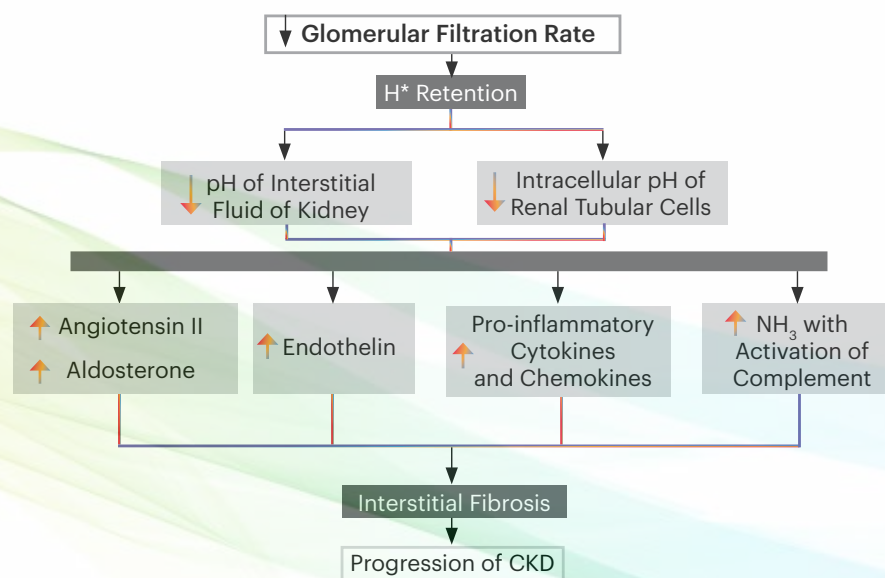 Glomerular Filtration Rate
H* Retention
pH of Interstitial
Fluid of Kidney
Intracellular pH of
Renal Tubular Cells
Angiotensin II
Aldosterone
Endothelin
Pro-inflammatory
Cytokines
and Chemokines
NH₃ with
Activation of
Complement
Interstitial Fibrosis
Progression of CKD